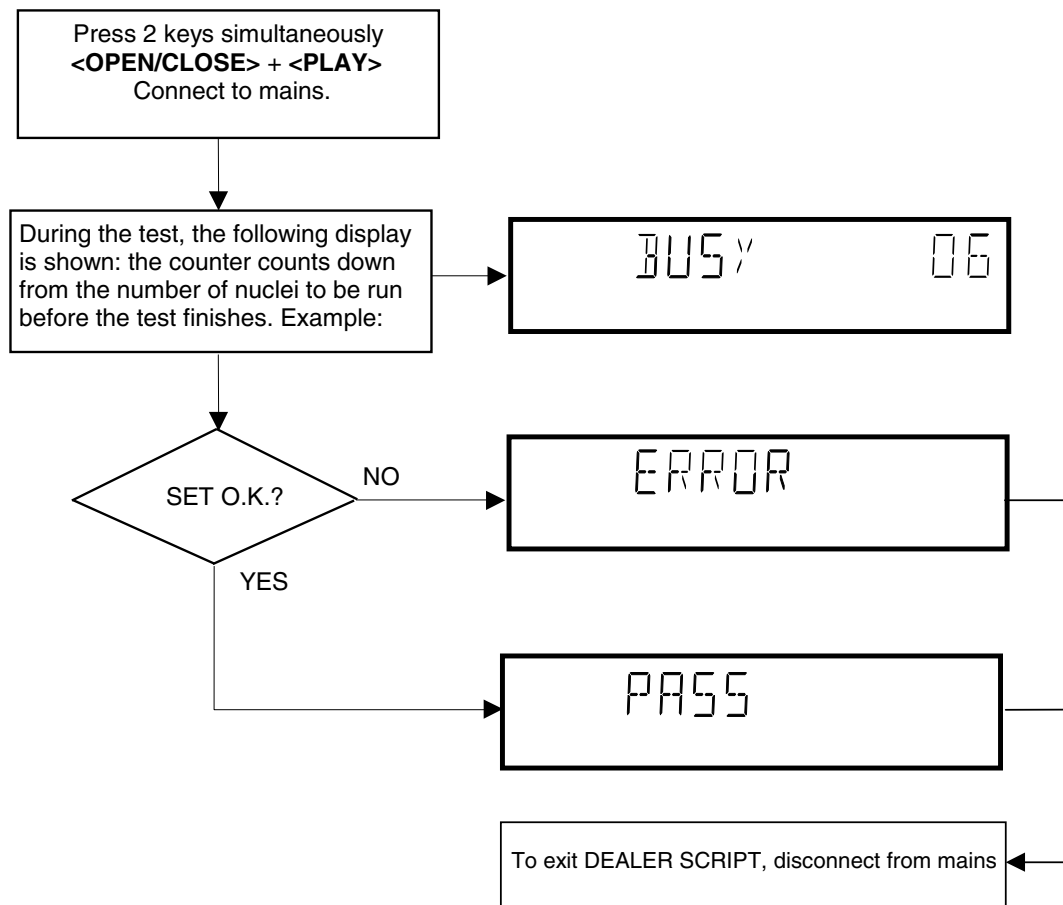 Press 2 keys simultaneously
<OPEN/CLOSE> + <PLAY>
Connect to mains.
During the test, the following display
is shown: the counter counts down
from the number of nuclei to be run
before the test finishes. Example:
BUSY 06
SET O.K.?
NO
ERROR
YES
PASS
To exit DEALER SCRIPT, disconnect from mains